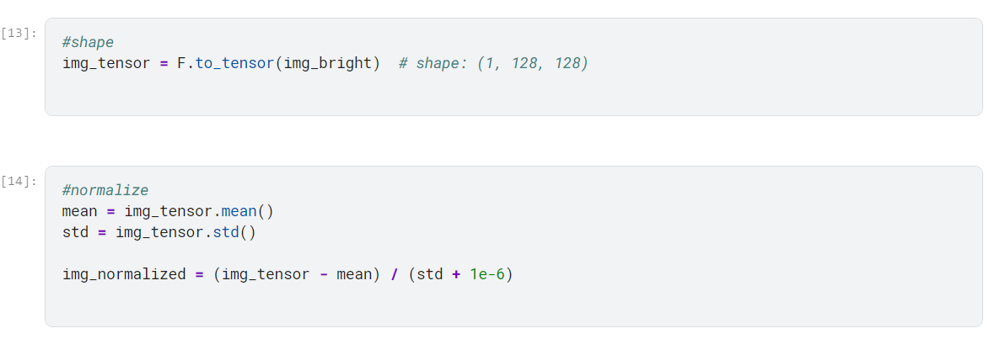 [13]:
#shape
img_tensor = F.to_tensor(img_bright)  # shape: (1, 128, 128)
[14]:
#normalize
mean = img_tensor.mean()
std = img_tensor.std()
img_normalized = (img_tensor - mean) / (std + 1e-6)